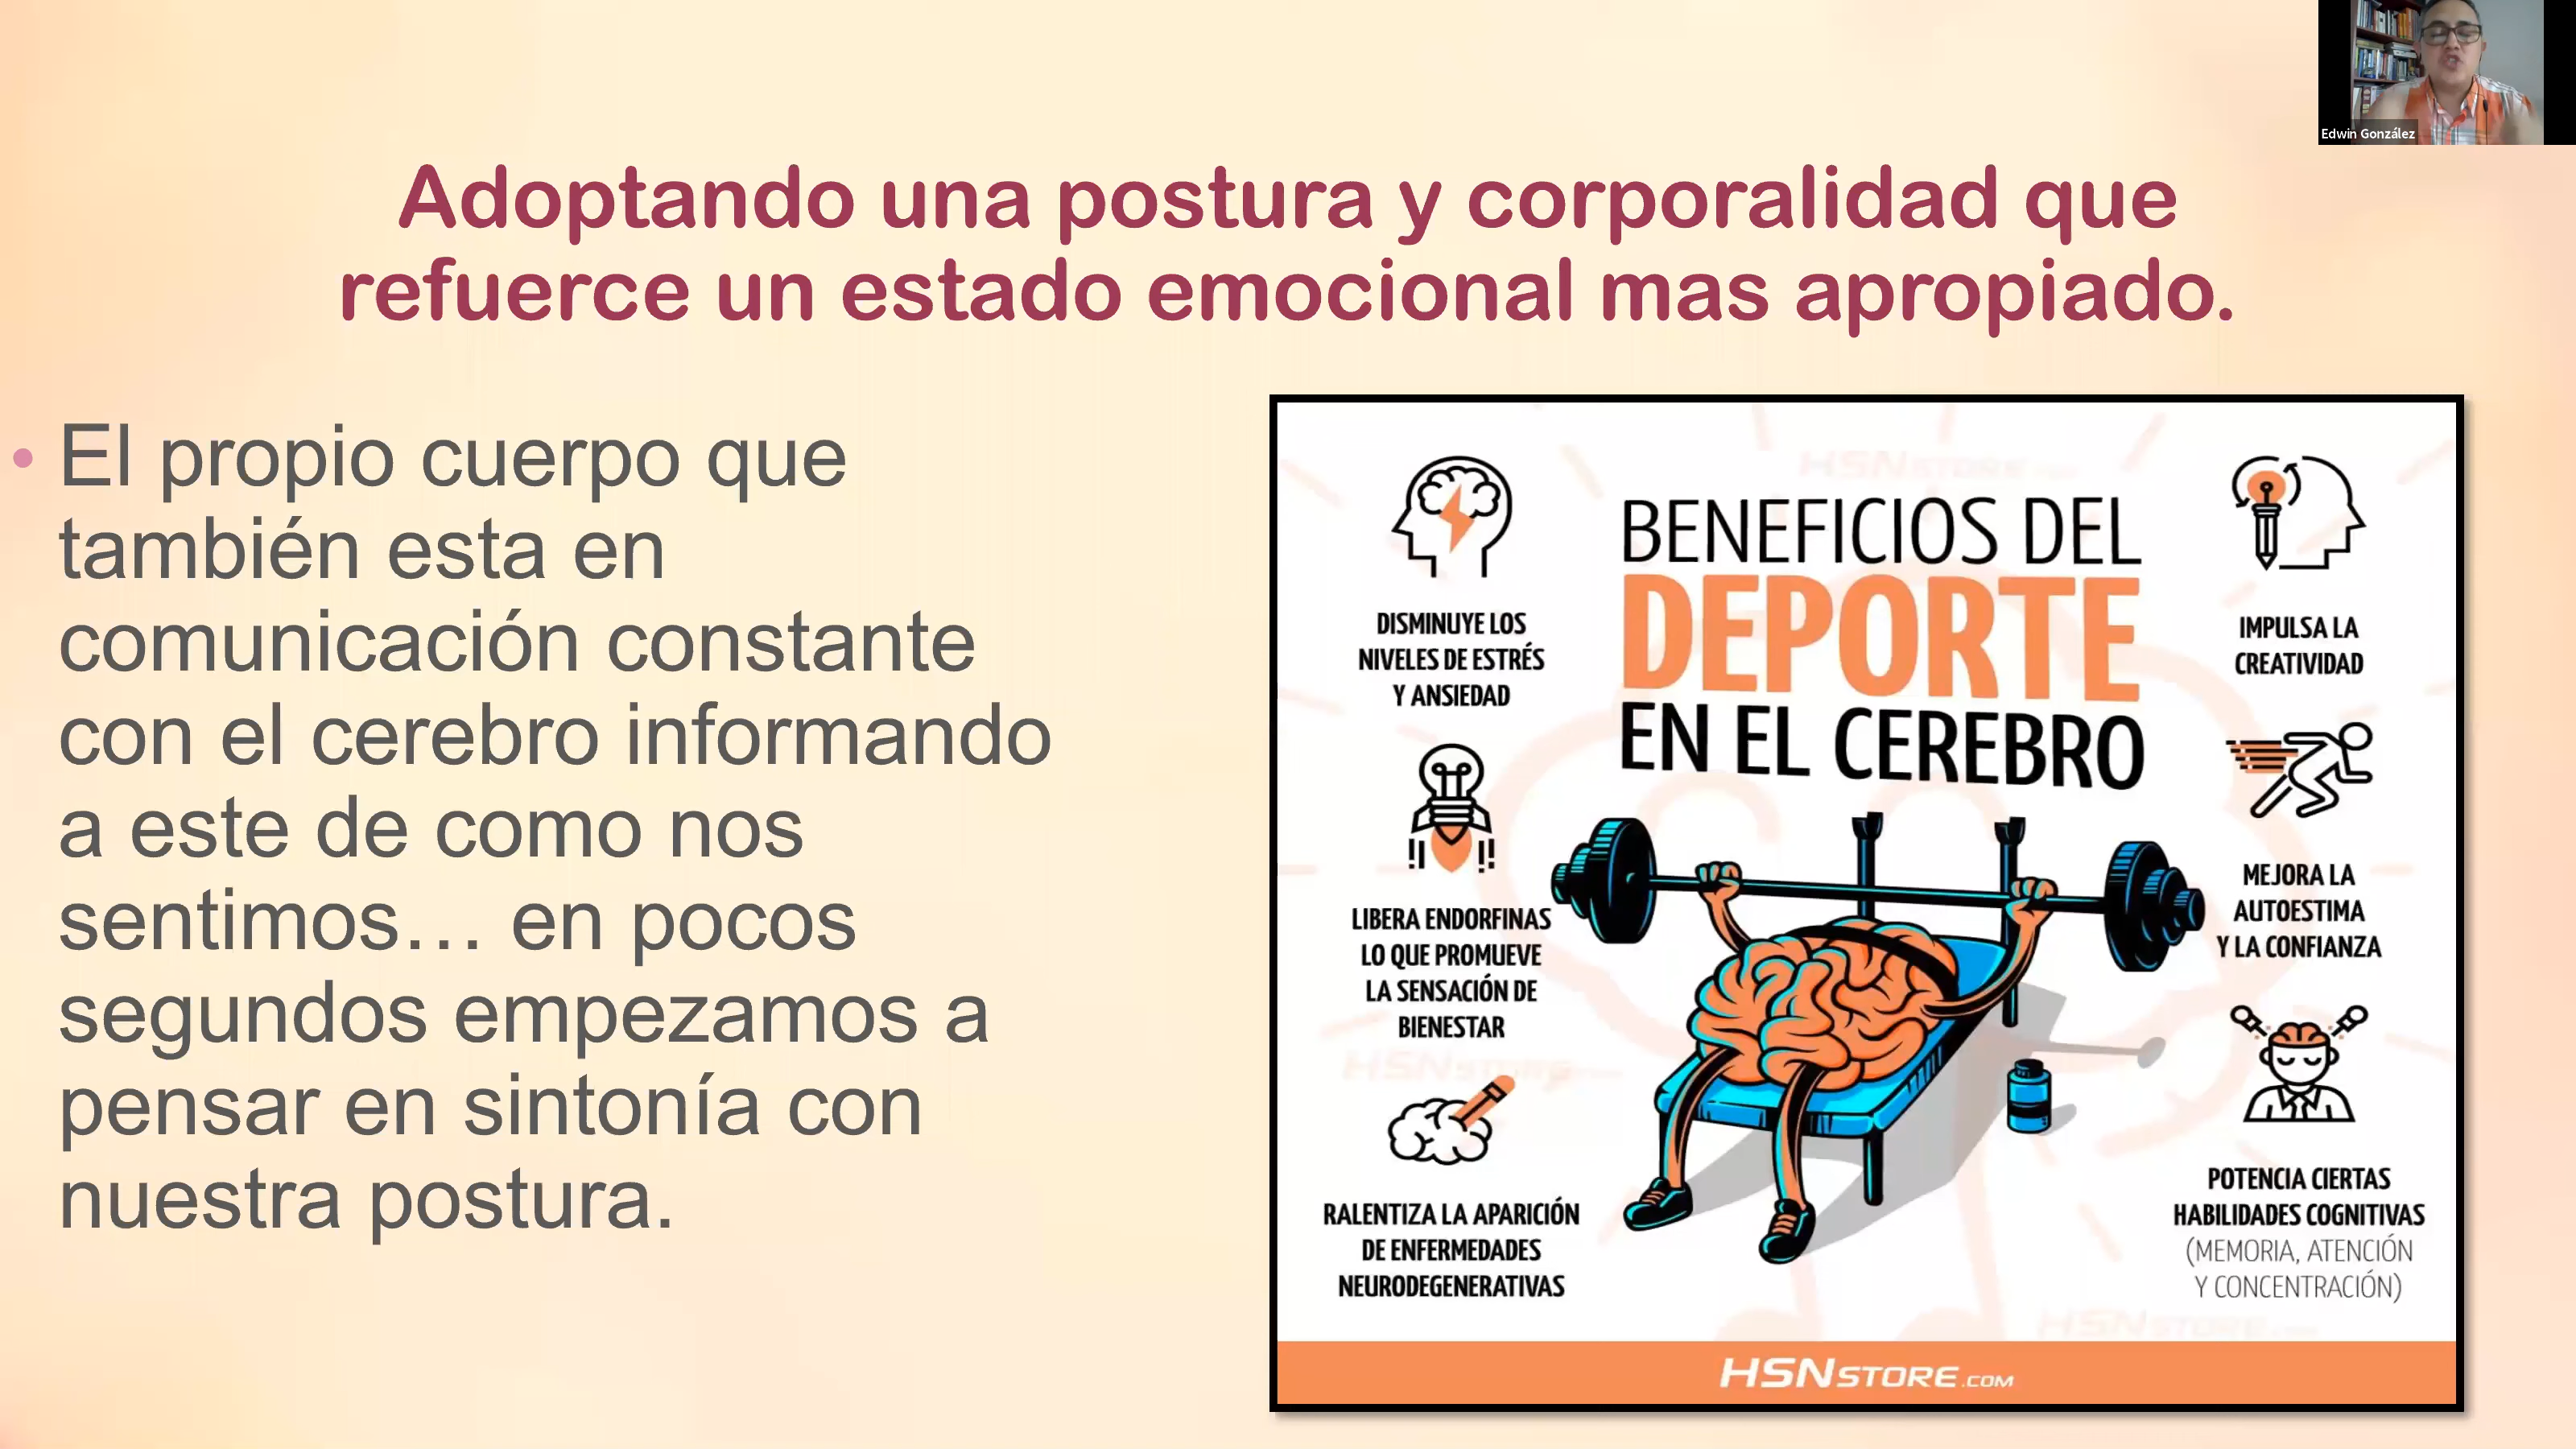 Edwin González
Adoptando una postura y corporalidad que
refuerce un estado emocional mas apropiado.
• El propio cuerpo que
también esta en
comunicación constante
con el cerebro informando
a este de como nos
sentimos… en pocos
segundos empezamos a
pensar en sintonía con
nuestra postura.
BENEFICIOS DEL
DEPORTE
EN EL CEREBRO
DISMINUYE LOS
NIVELES DE ESTRÉS
Y ANSIEDAD
LIBERA ENDORFINAS
LO QUE PROMUEVE
LA SENSACIÓN DE
BIENESTAR
RALENTIZA LA APARICIÓN
DE ENFERMEDADES
NEURODEGENERATIVAS
IMPULSA LA
CREATIVIDAD
MEJORA LA
AUTOESTIMA
Y LA CONFIANZA
POTENCIA CIERTAS
HABILIDADES COGNITIVAS
(MEMORIA, ATENCIÓN
Y CONCENTRACIÓN)
HSNSTORE.COM